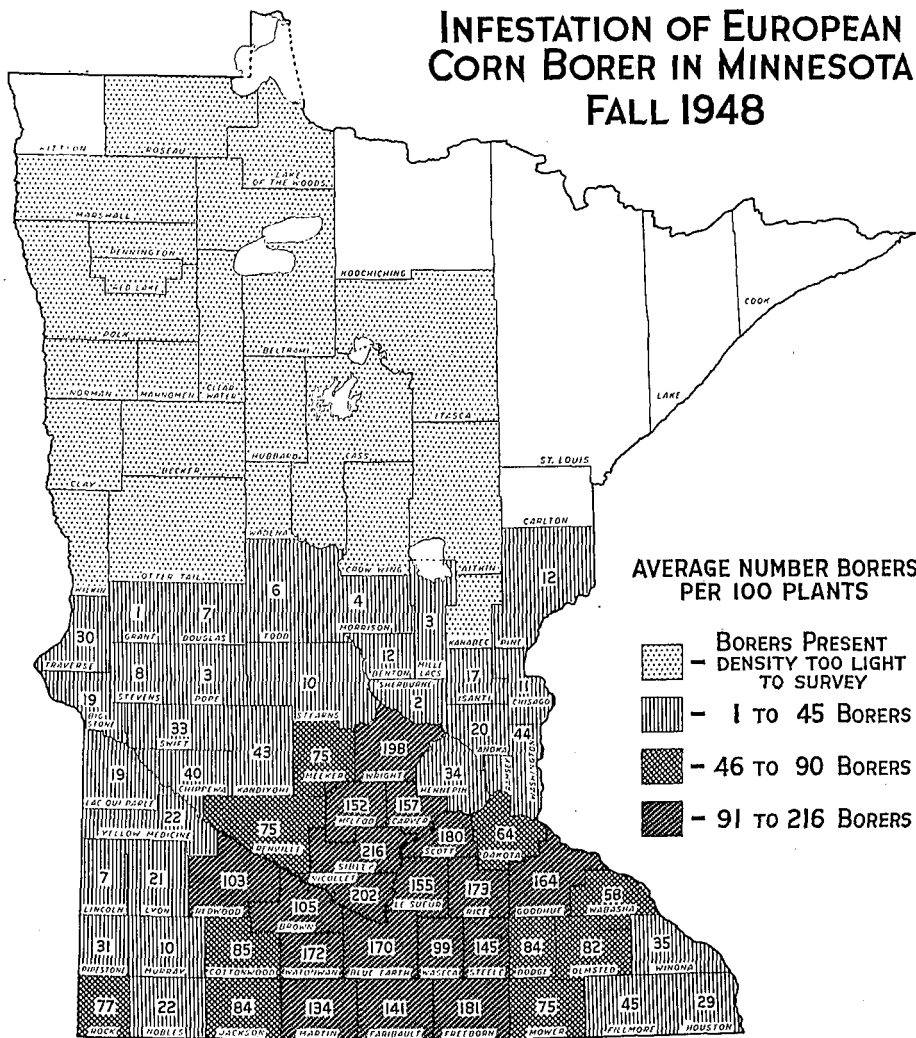 INFESTATION OF EUROPEAN
CORN BORER IN MINNESOTA
FALL 1948
KITTSON
ROSEAU
LAKE
OF THE WOODS
MARSHALL
PENNINGTON
RED LAKE
KOOCHICHING
COOK
POLK
BELTRAMI
NORMAN
MAHNOMEN
CLEAR
WATER
LAKE
ITASCA
HUBBARD
CASS
ST. LOUIS
BECKER
CLAY
CARLTON
WADENA
CROW WING
AITKIN
OTTER TAIL
WILKIN
AVERAGE NUMBER BORERS
PER 100 PLANTS
BORERS PRESENT
DENSITY TOO LIGHT
TO SURVEY
- 1 TO 45 BORERS
- 46 TO 90 BORERS
- 91 TO 216 BORERS
12
PINE
6
TODD
4
MORRISON
1
GRANT
7
DOUGLAS
3
MILLE
LACS
KANABEC
30
TRAVERSE
12
BENTON
SHERBURNE
2
8
STEVENS
3
POPE
10
STEARNS
17
ISANTI
11
CHISAGO
19
BIG
STONE
33
SWIFT
43
KANDIYOHI
75
MEEKER
198
WRIGHT
20
ANOKA
44
RAMSEY
WASHINGTON
34
HENNEPIN
19
LAC QUI PARLE
40
CHIPPEWA
22
YELLOW MEDICINE
75
RENVILLE
152
McLEOD
157
CARVER
180
SCOTT
64
DAKOTA
216
SIBLEY
NICOLLET
202
7
LINCOLN
21
LYON
103
REDWOOD
105
BROWN
155
LE SUEUR
173
RICE
164
GOODHUE
58
WABASHA
31
PIPESTONE
10
MURRAY
85
COTTONWOOD
172
WATONWAN
170
BLUE EARTH
99
WASECA
145
STEELE
84
DODGE
82
OLMSTED
35
WINONA
77
ROCK
22
NOBLES
84
JACKSON
134
MARTIN
141
FARIBAULT
181
FREEBORN
75
MOWER
45
FILLMORE
29
HOUSTON